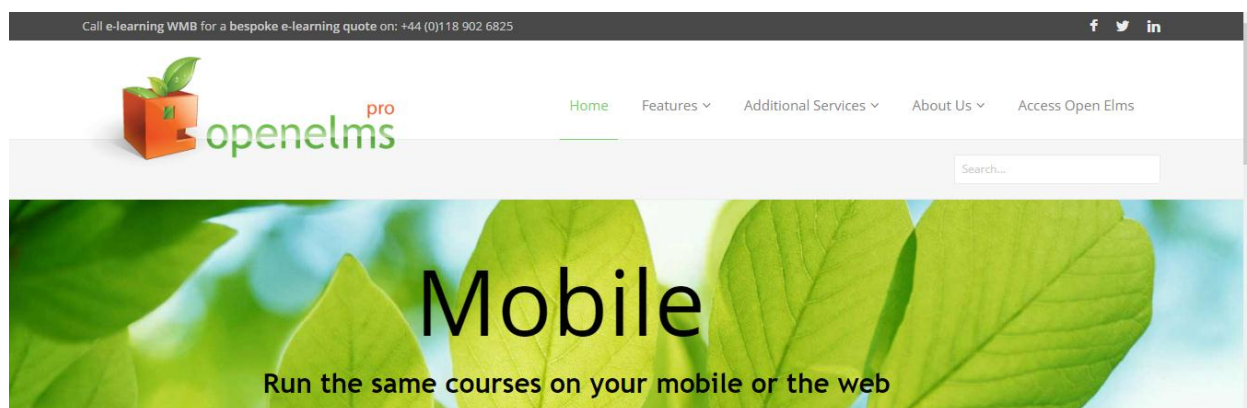 Call e-learning WMB for a bespoke e-learning quote on: +44 (0)118 902 6825
pro
openelms
Home Features Additional Services About Us Access Open Elms
Search...
Mobile
Run the same courses on your mobile or the web